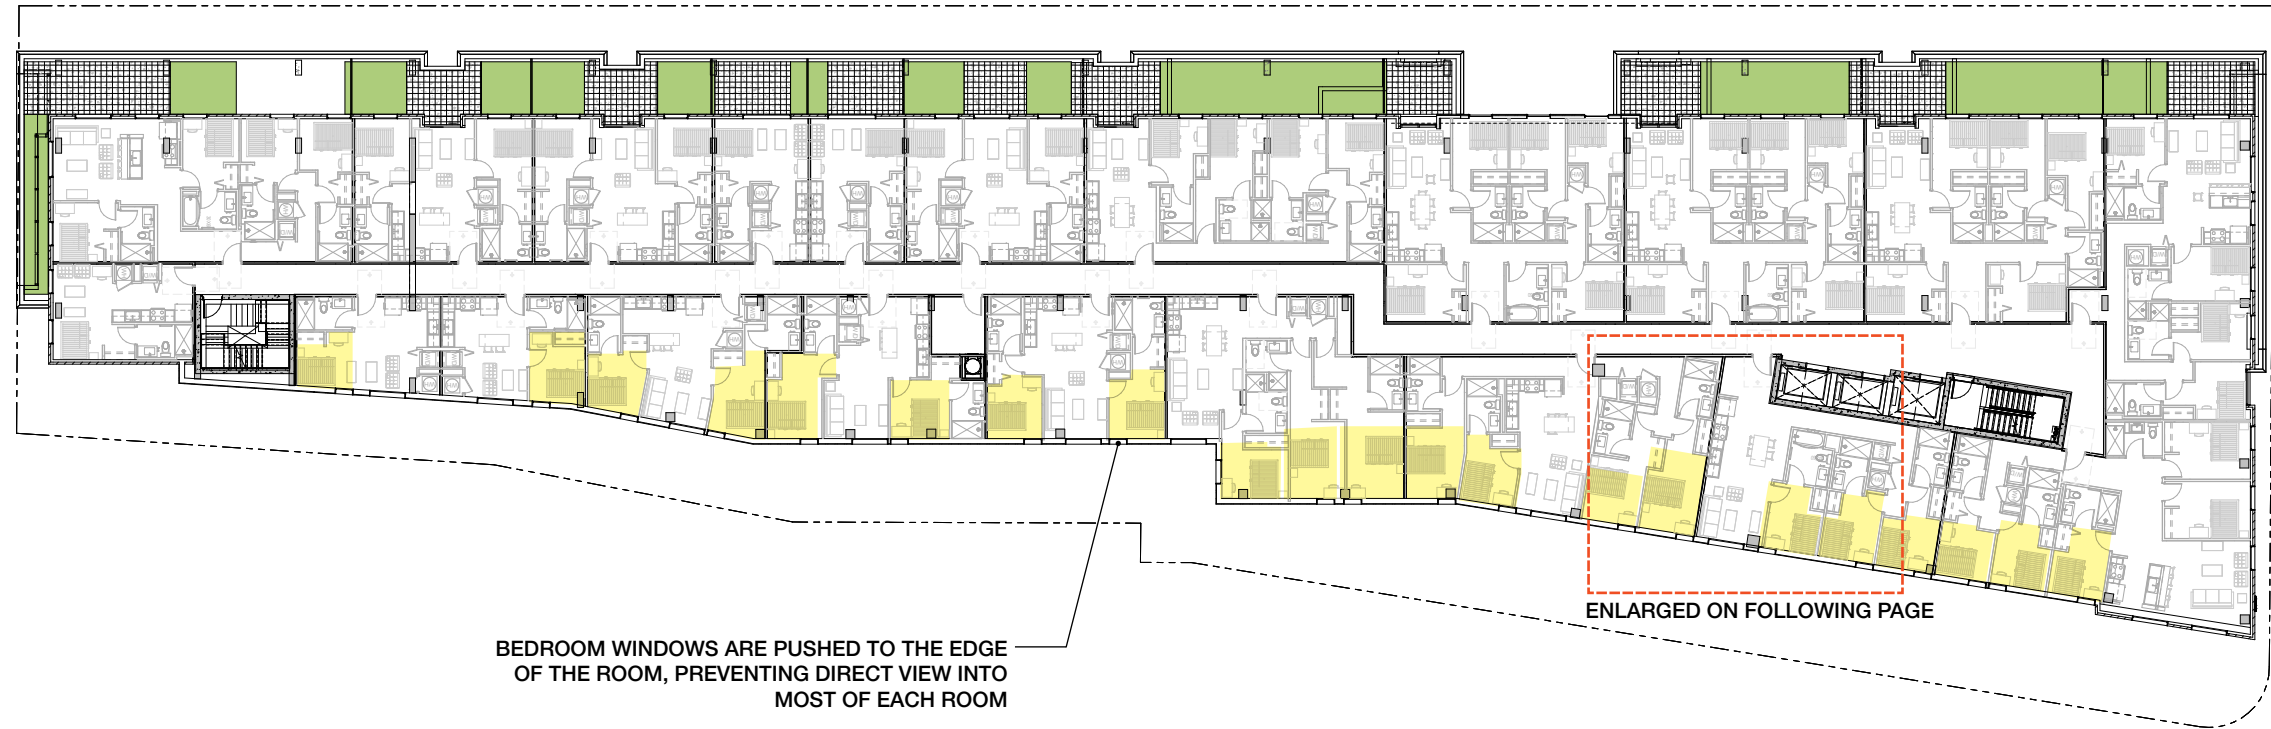 BEDROOM WINDOWS ARE PUSHED TO THE EDGE
OF THE ROOM, PREVENTING DIRECT VIEW INTO
MOST OF EACH ROOM
ENLARGED ON FOLLOWING PAGE